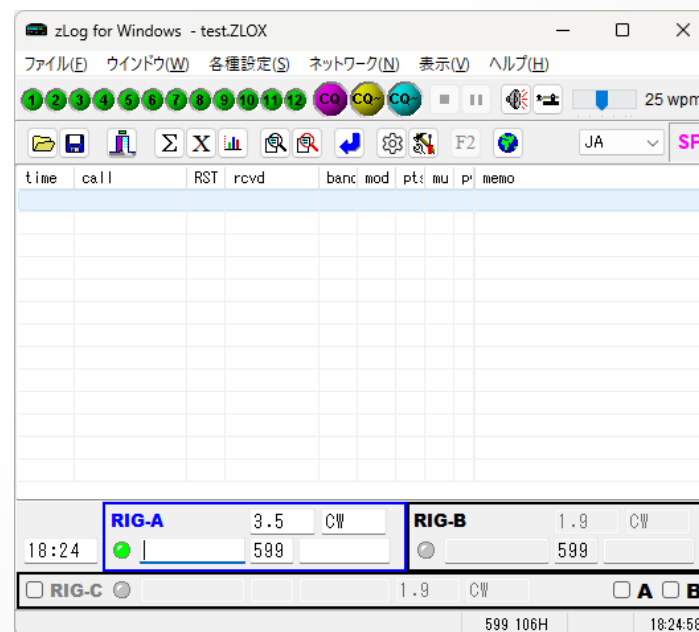 zLog for Windows - test.ZLOX
ファイル(F) ウインドウ(W) 各種設定(S) ネットワーク(N) 表示(V) ヘルプ(H)
1 2 3 4 5 6 7 8 9 10 11 12 CQ CQ~ CQ~ 25 wpm
Σ X F2 JA SP
time call RST rcvd band mod pts mu p memo
RIG-A 3.5 CW RIG-B 1.9 CW
18:24 599 599
RIG-C 1.9 CW A B
599 106H 18:24:58